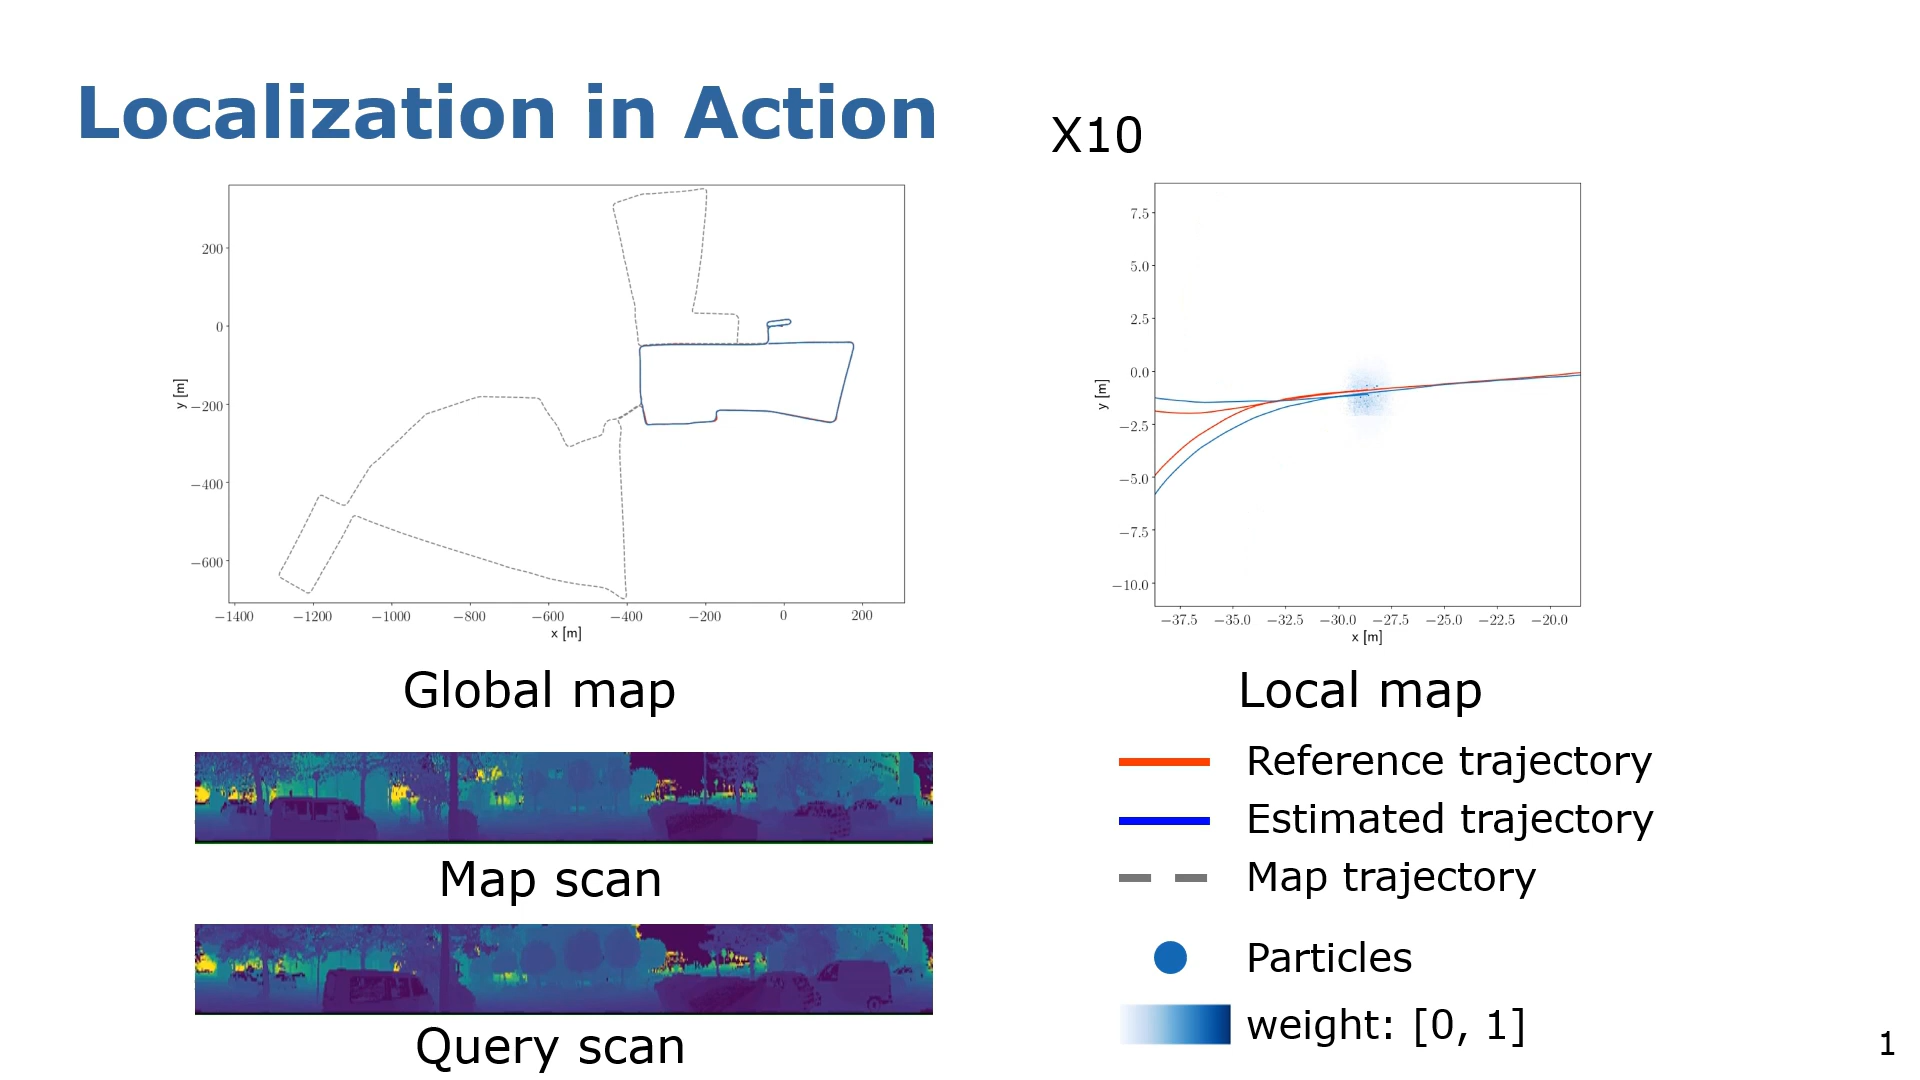 Localization in Action
X10
200
0
−200
−400
−600
y [m]
−1400 −1200 −1000 −800 −600 −400 −200 0 200
x [m]
Global map
7.5
5.0
2.5
0.0
−2.5
−5.0
−7.5
−10.0
y [m]
−37.5 −35.0 −32.5 −30.0 −27.5 −25.0 −22.5 −20.0
x [m]
Local map
Map scan
Query scan
Reference trajectory
Estimated trajectory
Map trajectory
Particles
weight: [0, 1]
1